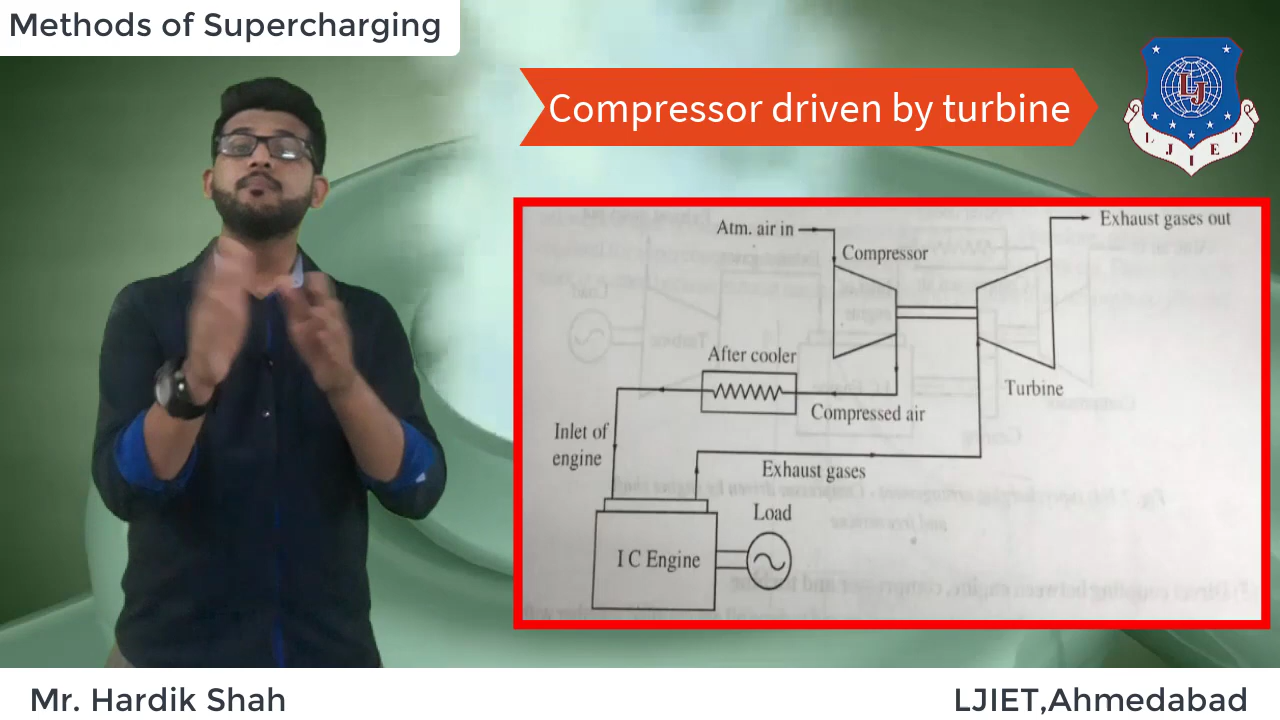 Methods of Supercharging
Compressor driven by turbine
LJ
L J I E T
Atm. air in
Compressor
Exhaust gases out
After cooler
Turbine
Compressed air
Inlet of
engine
Exhaust gases
Load
I C Engine
Mr. Hardik Shah
LJIET,Ahmedabad